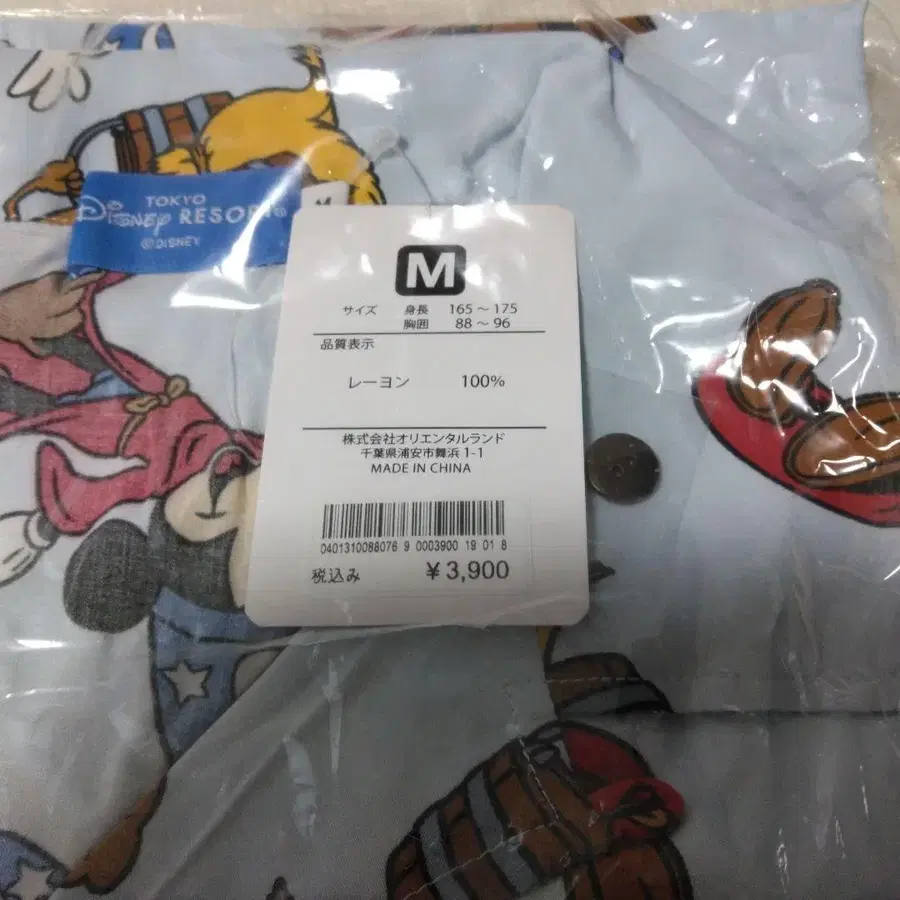 TOKYO
Disney RESORT®
©DISNEY
M
M
サイズ 身長 165～175
胸囲 88～96
品質表示
レーヨン 100%
株式会社オリエンタルランド
千葉県浦安市舞浜 1-1
MADE IN CHINA
0401310088076 9 0003900 19 01 8
税込み ￥3,900